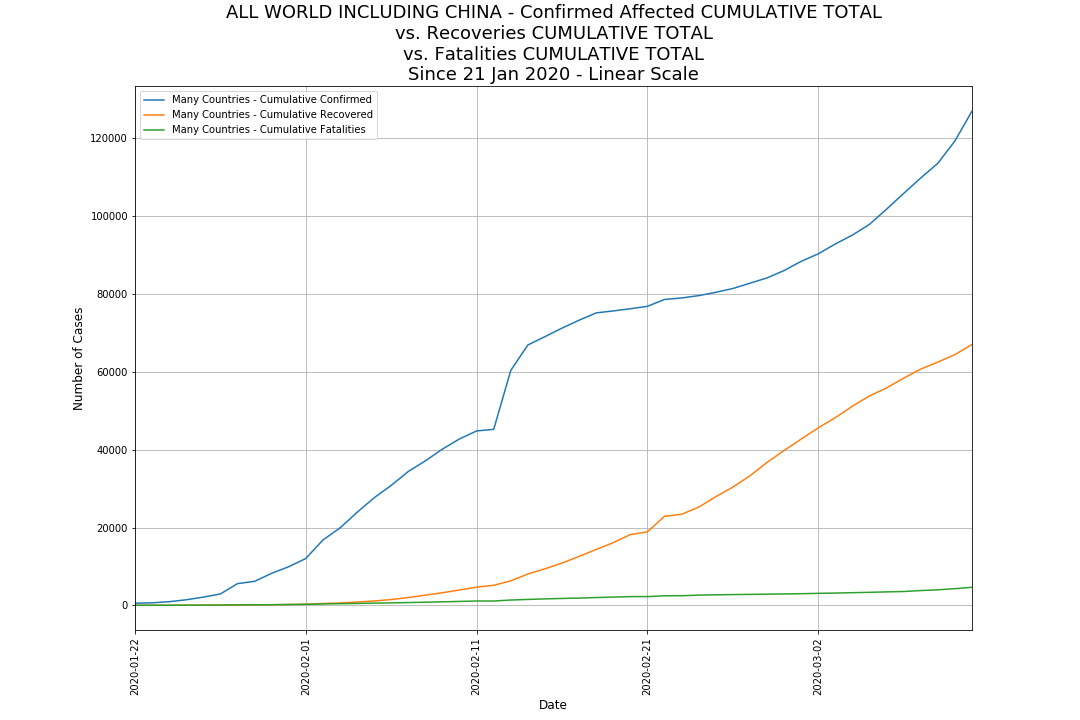 ALL WORLD INCLUDING CHINA - Confirmed Affected CUMULATIVE TOTAL
vs. Recoveries CUMULATIVE TOTAL
vs. Fatalities CUMULATIVE TOTAL
Since 21 Jan 2020 - Linear Scale
Many Countries - Cumulative Confirmed
Many Countries - Cumulative Recovered
Many Countries - Cumulative Fatalities
Number of Cases
120000
100000
80000
60000
40000
20000
0
2020-01-22
2020-02-01
2020-02-11
2020-02-21
2020-03-02
Date